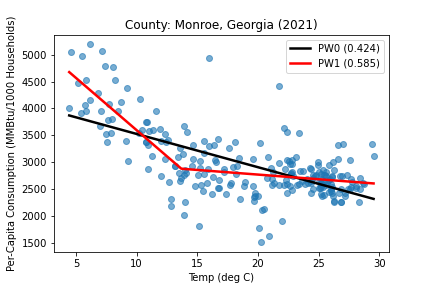 County: Monroe, Georgia (2021)
Per-Capita Consumption (MMBtu/1000 Households)
5000
4500
4000
3500
3000
2500
2000
1500
PW0 (0.424)
PW1 (0.585)
5 10 15 20 25 30
Temp (deg C)